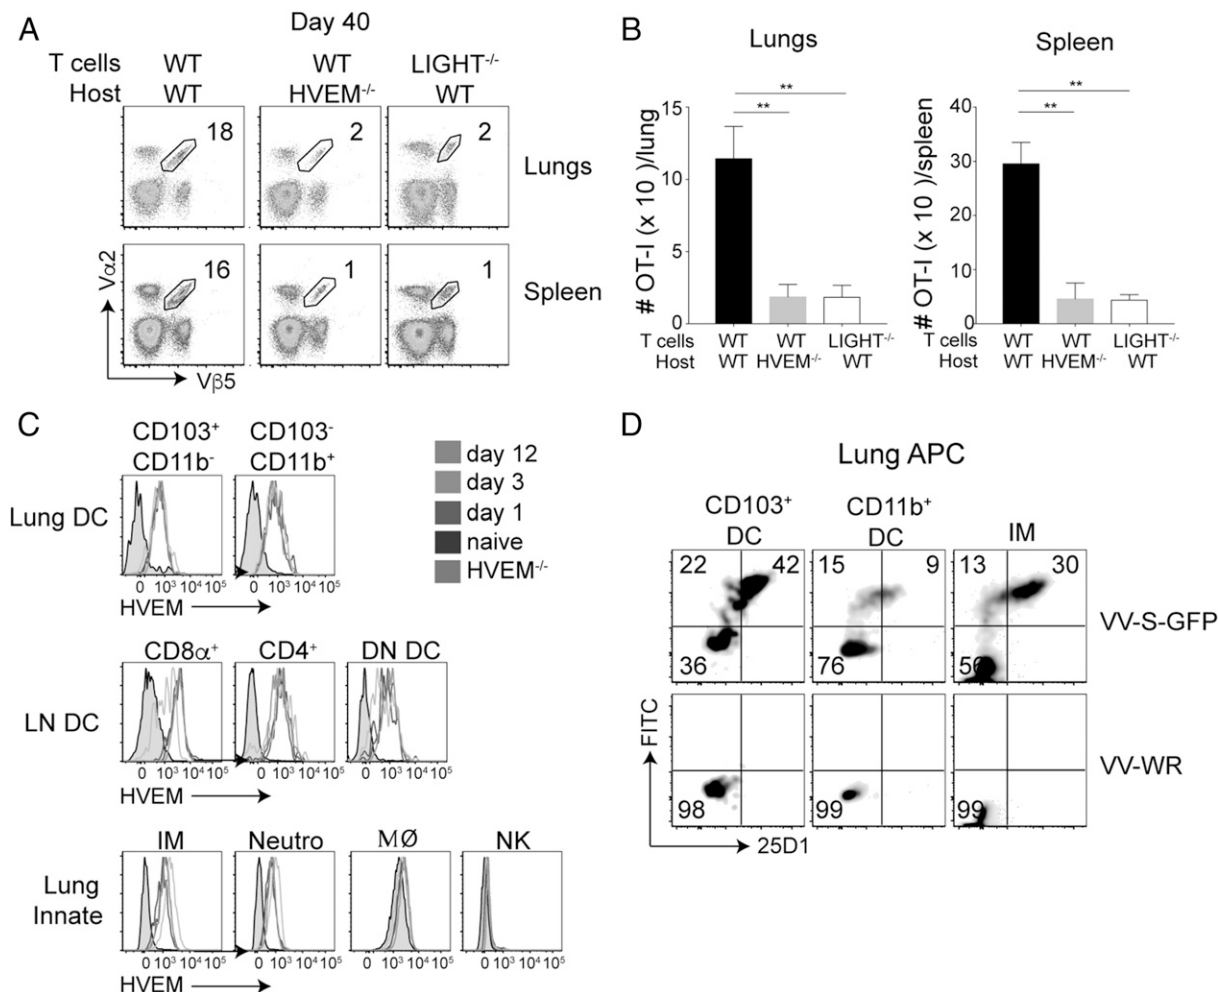 A
Day 40
T cells WT WT LIGHT-/-
Host WT HVEM-/- WT
18 2 2 Lungs
16 1 1 Spleen
Vα2
Vβ5
B
Lungs
**
**
# OT-I (x 10 )/lung
15
10
5
0
T cells WT WT LIGHT-/-
Host WT HVEM-/- WT
Spleen
**
**
# OT-I (x 10 )/spleen
40
30
20
10
0
T cells WT WT LIGHT-/-
Host WT HVEM-/- WT
C
CD103+ CD103-
CD11b- CD11b+
Lung DC
0 103 104 105 0 103 104 105
HVEM
day 12
day 3
day 1
naive
HVEM-/-
CD8α+ CD4+ DN DC
LN DC
0 103 104 105 0 103 104 105 0 103 104 105
HVEM
IM Neutro MØ NK
Lung
Innate
0 103 104 105 0 103 104 105 0 103 104 105 0 103 104 105
HVEM
D
Lung APC
CD103+ CD11b+
DC DC IM
22 42 15 9 13 30
VV-S-GFP
36 76 56
VV-WR
98 99 99
FITC
25D1